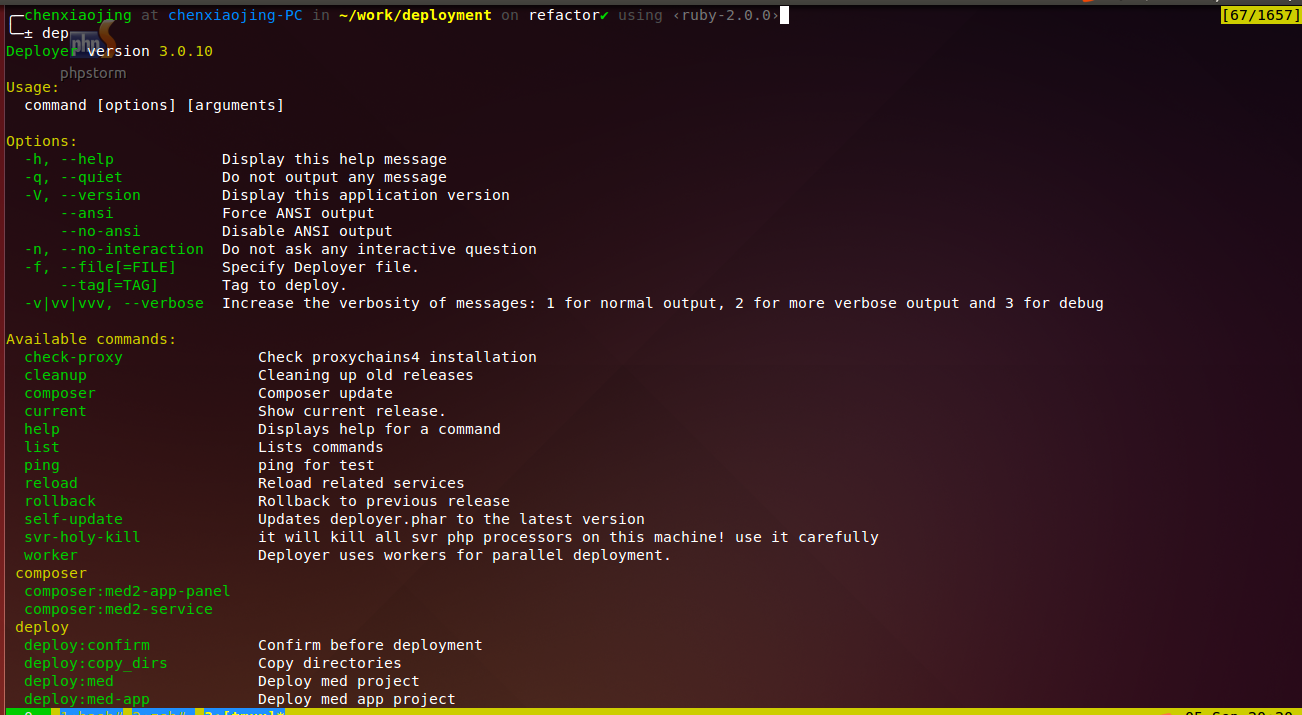 ╭─chenxiaojing at chenxiaojing-PC in ~/work/deployment on refactor✔ using ‹ruby-2.0.0› [67/1657]
╰─± dep
php
Deployer version 3.0.10
phpstorm
Usage:
command [options] [arguments]
Options:
-h, --help Display this help message
-q, --quiet Do not output any message
-V, --version Display this application version
--ansi Force ANSI output
--no-ansi Disable ANSI output
-n, --no-interaction Do not ask any interactive question
-f, --file[=FILE] Specify Deployer file.
--tag[=TAG] Tag to deploy.
-v|vv|vvv, --verbose Increase the verbosity of messages: 1 for normal output, 2 for more verbose output and 3 for debug
Available commands:
check-proxy Check proxychains4 installation
cleanup Cleaning up old releases
composer Composer update
current Show current release.
help Displays help for a command
list Lists commands
ping ping for test
reload Reload related services
rollback Rollback to previous release
self-update Updates deployer.phar to the latest version
svr-holy-kill it will kill all svr php processors on this machine! use it carefully
worker Deployer uses workers for parallel deployment.
composer
composer:med2-app-panel
composer:med2-service
deploy
deploy:confirm Confirm before deployment
deploy:copy_dirs Copy directories
deploy:med Deploy med project
deploy:med-app Deploy med app project